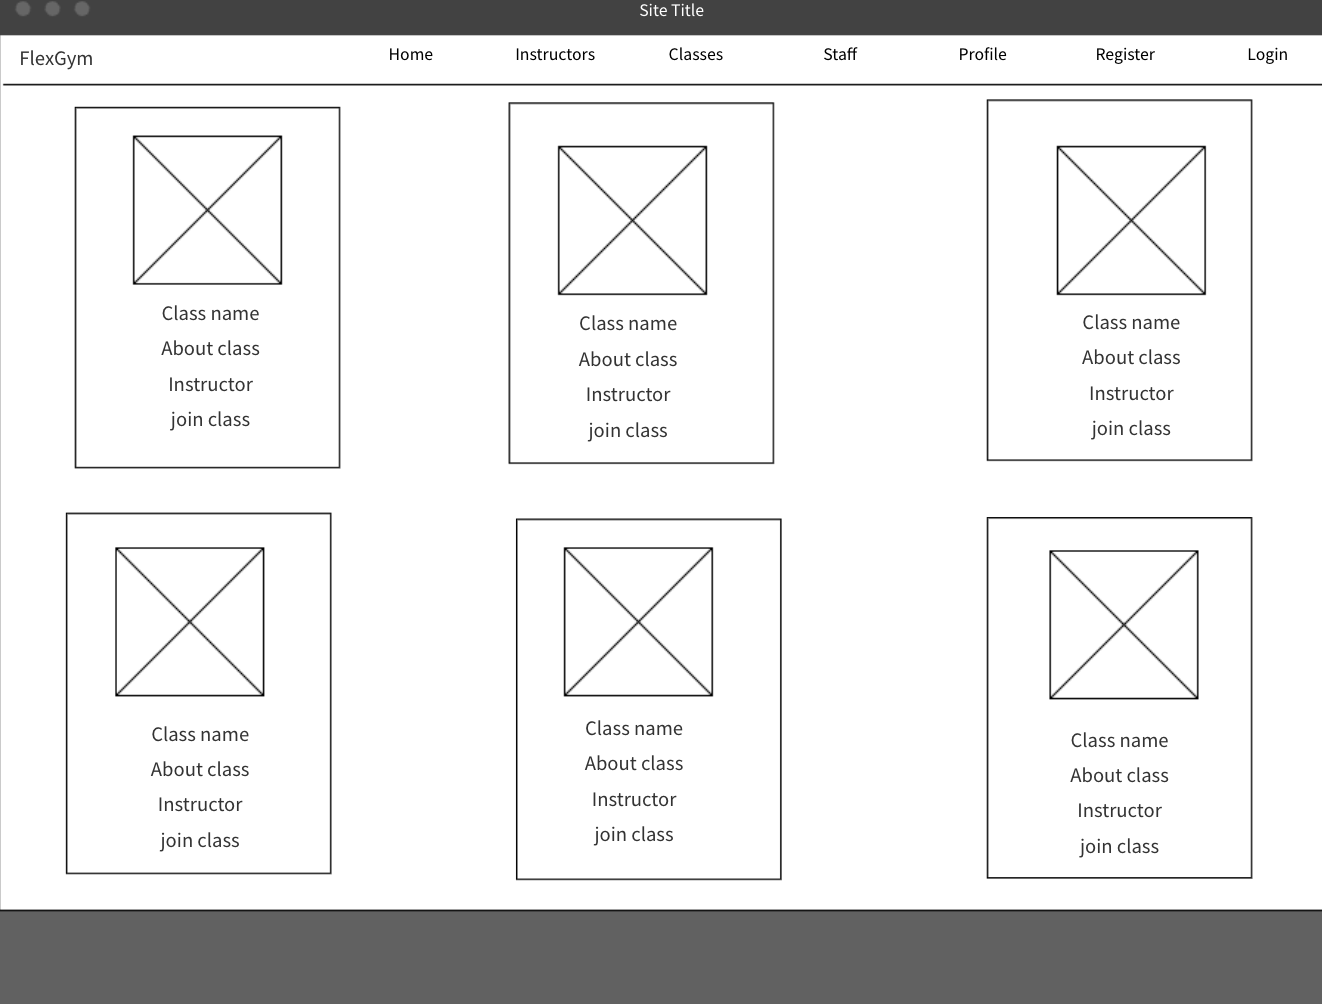 Site Title
FlexGym Home Instructors Classes Staff Profile Register Login
Class name
About class
Instructor
join class
Class name
About class
Instructor
join class
Class name
About class
Instructor
join class
Class name
About class
Instructor
join class
Class name
About class
Instructor
join class
Class name
About class
Instructor
join class